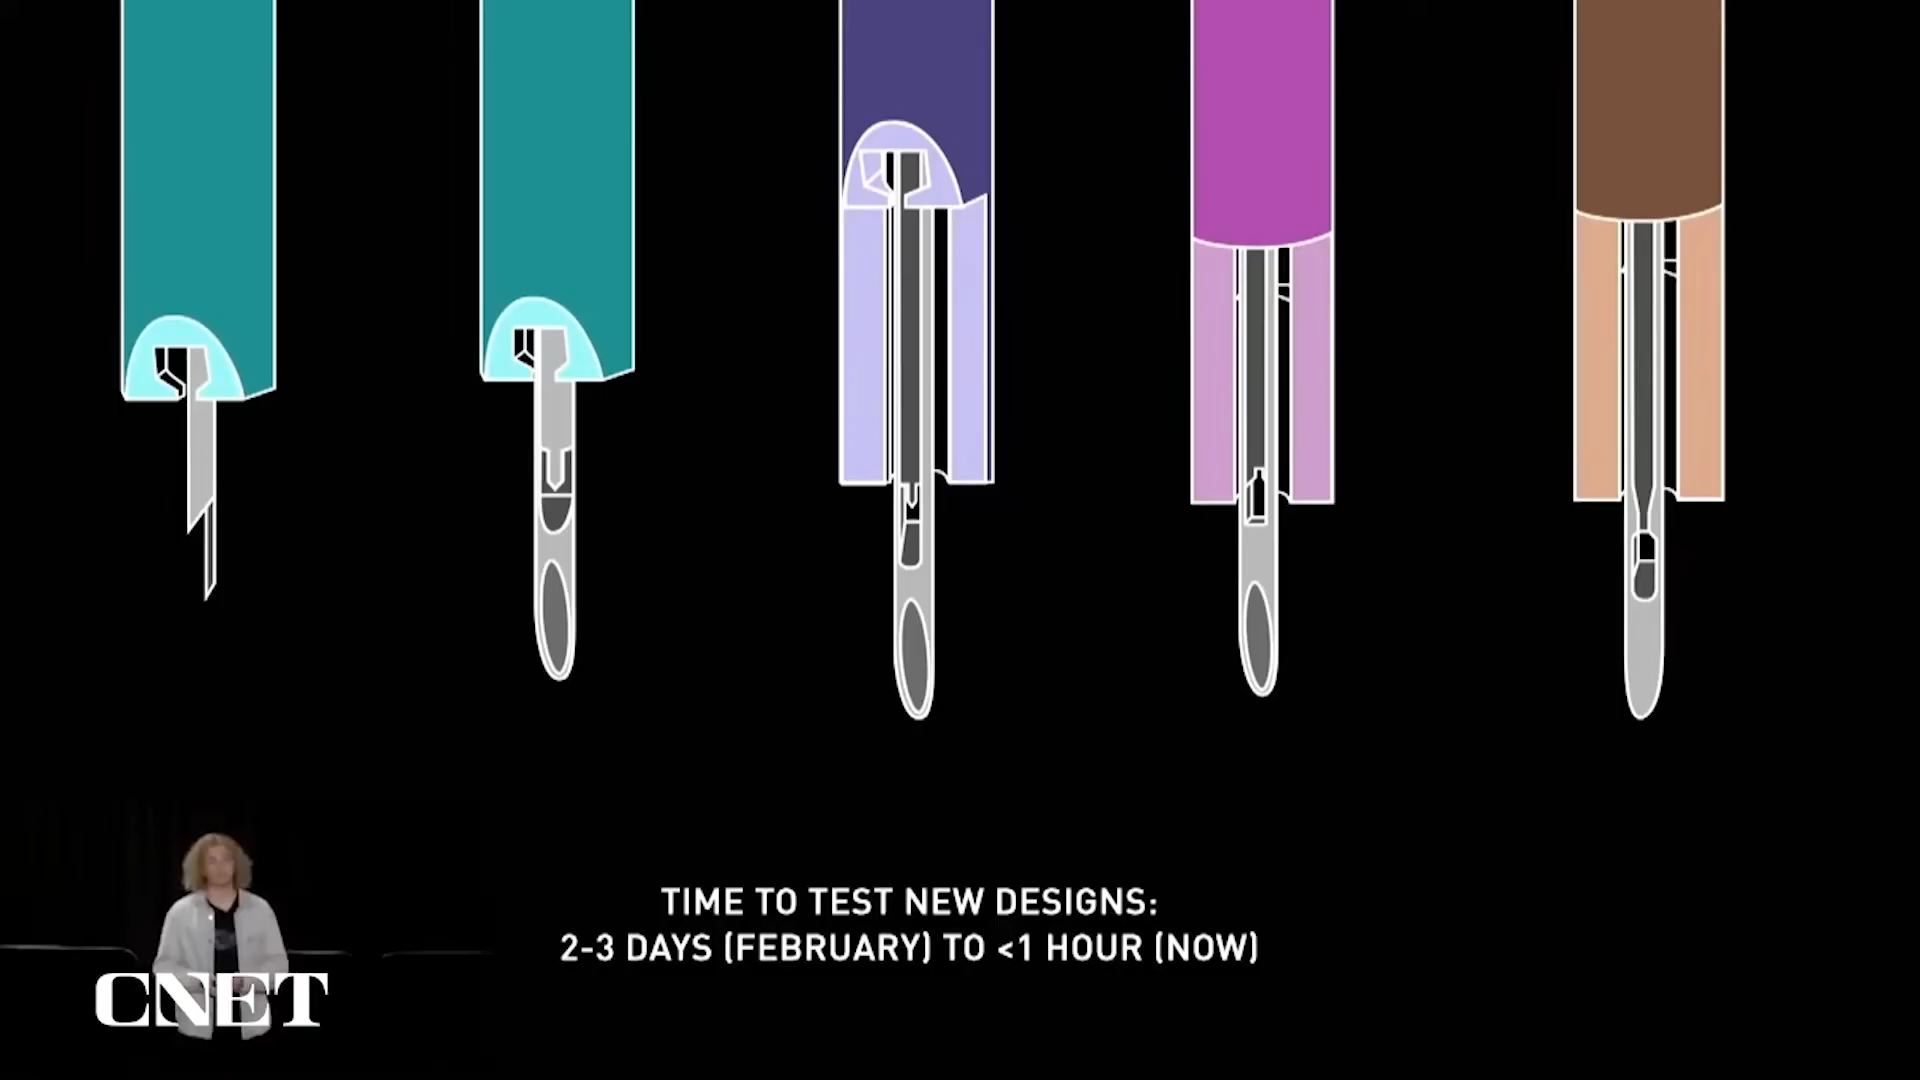 TIME TO TEST NEW DESIGNS:
2-3 DAYS (FEBRUARY) TO <1 HOUR (NOW)
CNET